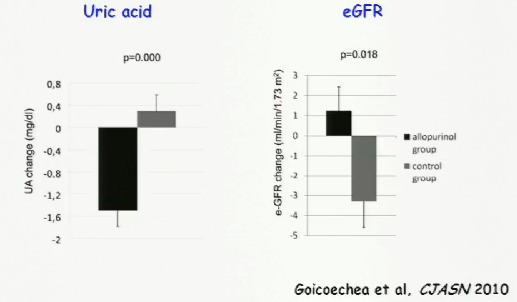 Uric acid
p=0.000
UA change (mg/dl)
0,8
0,4
0
-0,4
-0,8
-1,2
-1,6
-2
eGFR
p=0.018
e-GFR change (ml/min/1.73 m²)
3
2
1
0
-1
-2
-3
-4
-5
allopurinol
group
control
group
Goicoechea et al, CJASN 2010